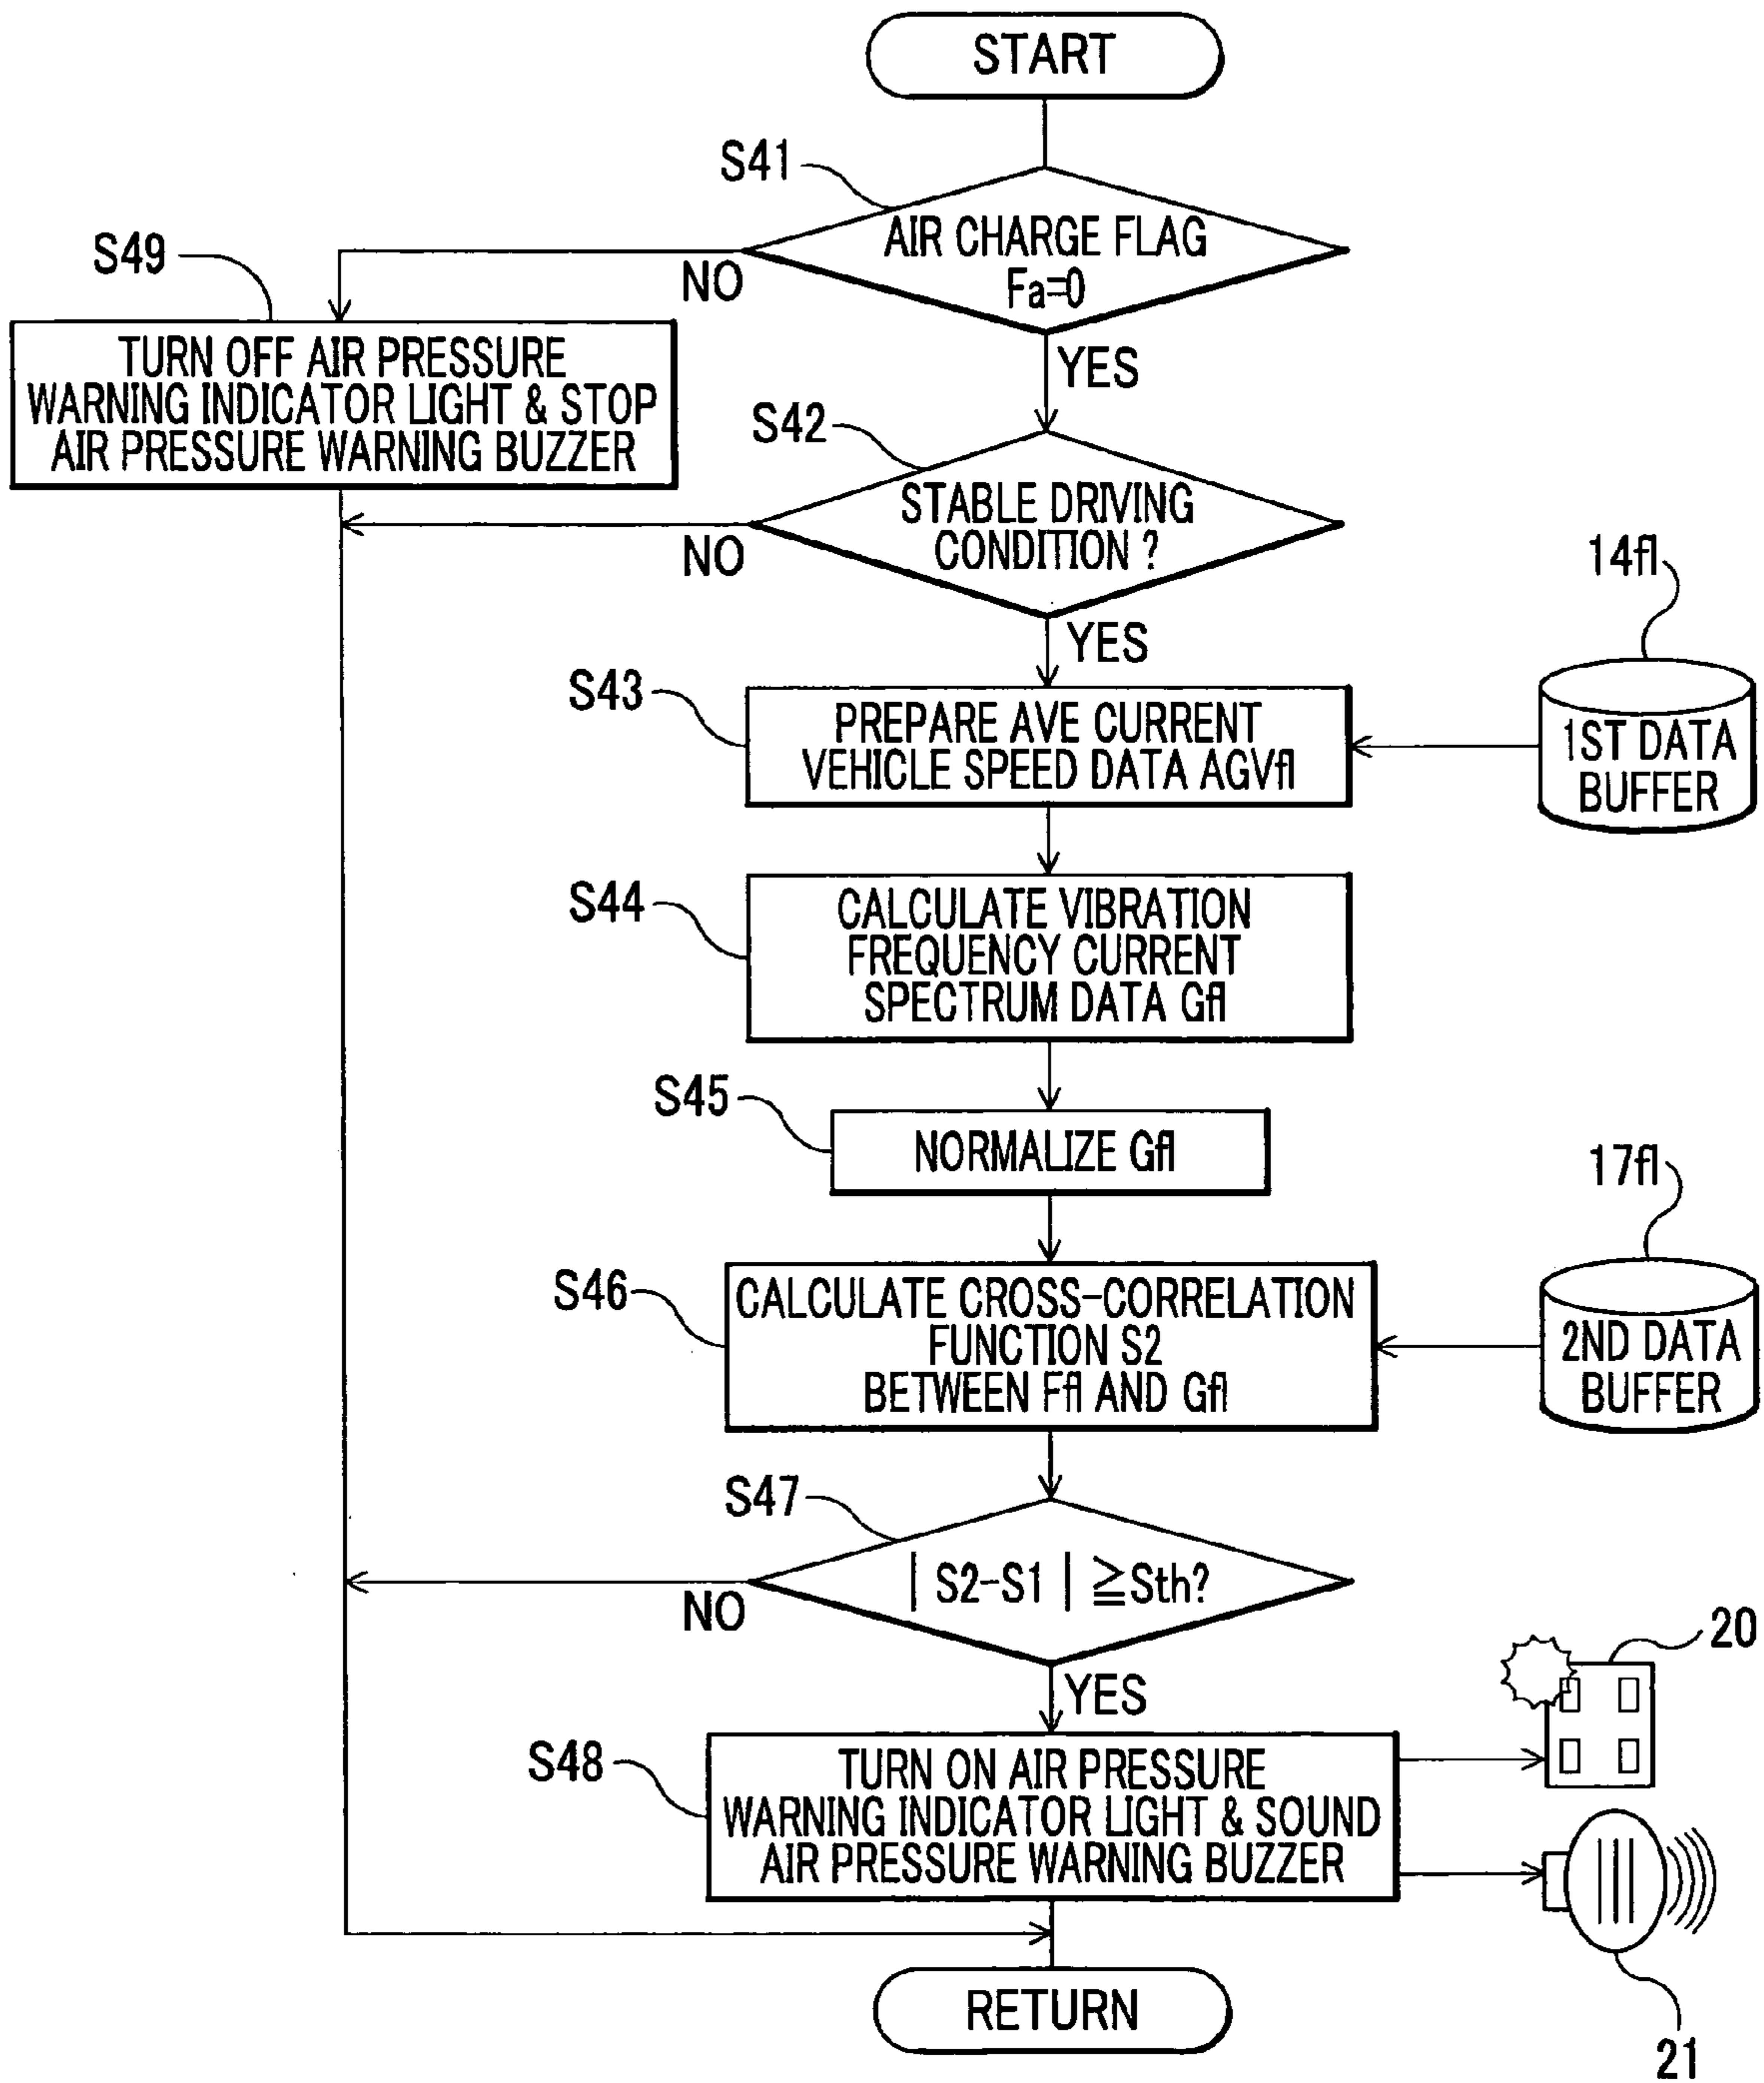 START
S41
AIR CHARGE FLAG
Fa=0
NO
YES
S49
TURN OFF AIR PRESSURE
WARNING INDICATOR LIGHT & STOP
AIR PRESSURE WARNING BUZZER
S42
STABLE DRIVING
CONDITION ?
NO
YES
14fl
1ST DATA
BUFFER
S43
PREPARE AVE CURRENT
VEHICLE SPEED DATA AGVfl
S44
CALCULATE VIBRATION
FREQUENCY CURRENT
SPECTRUM DATA Gfl
S45
NORMALIZE Gfl
17fl
2ND DATA
BUFFER
S46
CALCULATE CROSS-CORRELATION
FUNCTION S2
BETWEEN Ffl AND Gfl
S47
| S2-S1 | ≧Sth?
NO
YES
20
S48
TURN ON AIR PRESSURE
WARNING INDICATOR LIGHT & SOUND
AIR PRESSURE WARNING BUZZER
21
RETURN